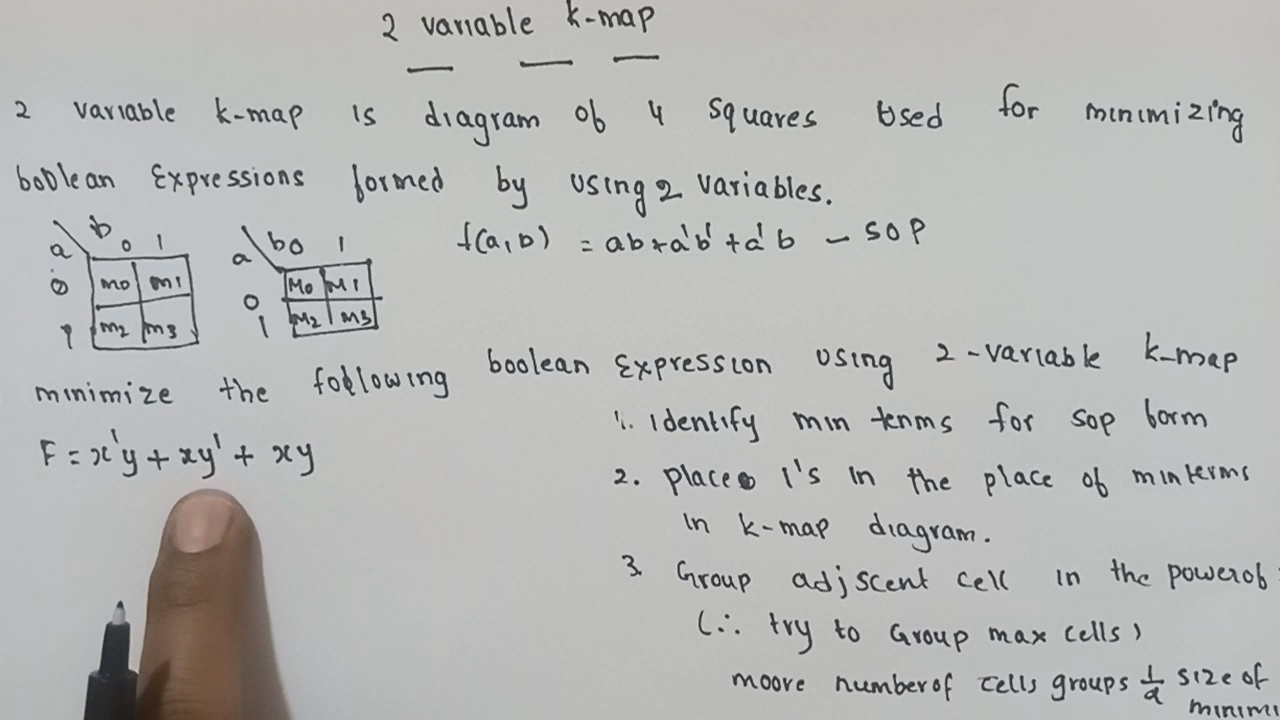 2 variable k-map
2 variable k-map is diagram of 4 squares used for minimizing
boolean Expressions formed by using 2 variables.
f(a,b) = ab+a'b'+a'b - SOP
a b 0 1
0 m0 m1
1 m2 m3
a b 0 1
0 M0 M1
1 M2 M3
minimize the following boolean Expression using 2-variable k-map
F = x'y + xy' + xy
1. Identify min terms for sop form
2. place 1's in the place of minterms
in k-map diagram.
3. Group adjscent cell in the powerof
(∴ try to Group max cells)
moore numberof cells groups 1/a size of
minimi